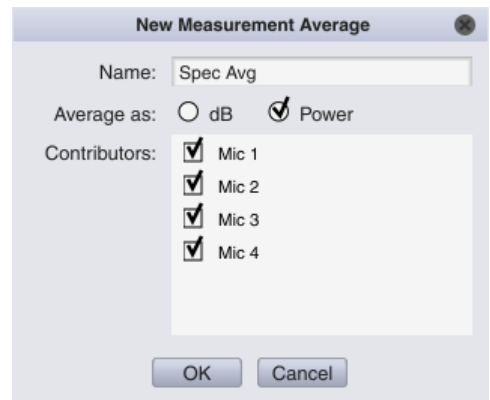 New Measurement Average
Name: Spec Avg
Average as: dB Power
Contributors: Mic 1
Mic 2
Mic 3
Mic 4
OK Cancel